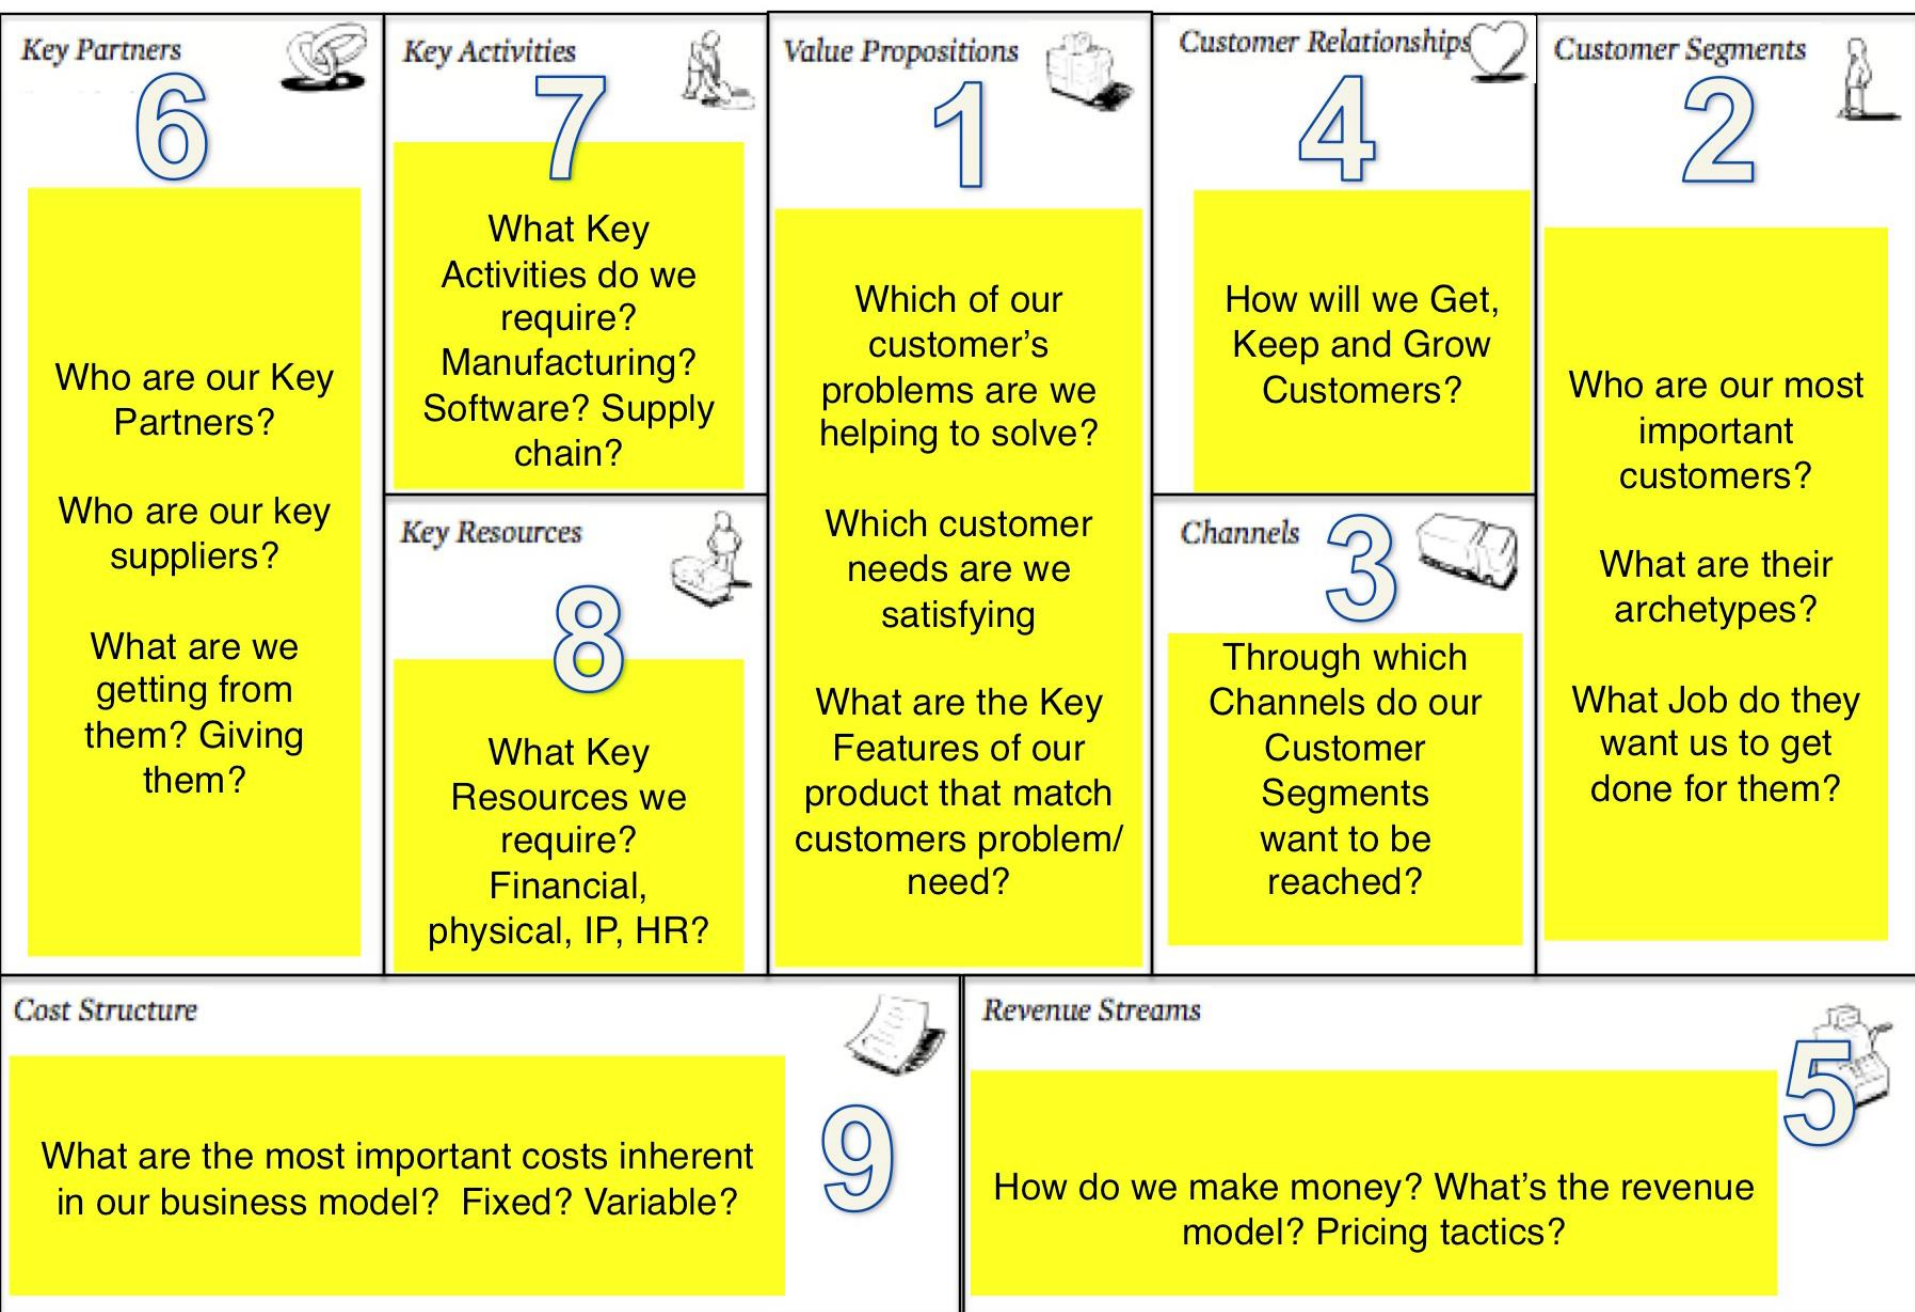 Key Partners
6
Who are our Key
Partners?
Who are our key
suppliers?
What are we
getting from
them? Giving
them?
Key Activities
7
What Key
Activities do we
require?
Manufacturing?
Software? Supply
chain?
Key Resources
8
What Key
Resources we
require?
Financial,
physical, IP, HR?
Value Propositions
1
Which of our
customer’s
problems are we
helping to solve?
Which customer
needs are we
satisfying
What are the Key
Features of our
product that match
customers problem/
need?
Customer Relationships
4
How will we Get,
Keep and Grow
Customers?
Channels
3
Through which
Channels do our
Customer
Segments
want to be
reached?
Customer Segments
2
Who are our most
important
customers?
What are their
archetypes?
What Job do they
want us to get
done for them?
Cost Structure
9
What are the most important costs inherent
in our business model?  Fixed? Variable?
Revenue Streams
5
How do we make money? What’s the revenue
model? Pricing tactics?